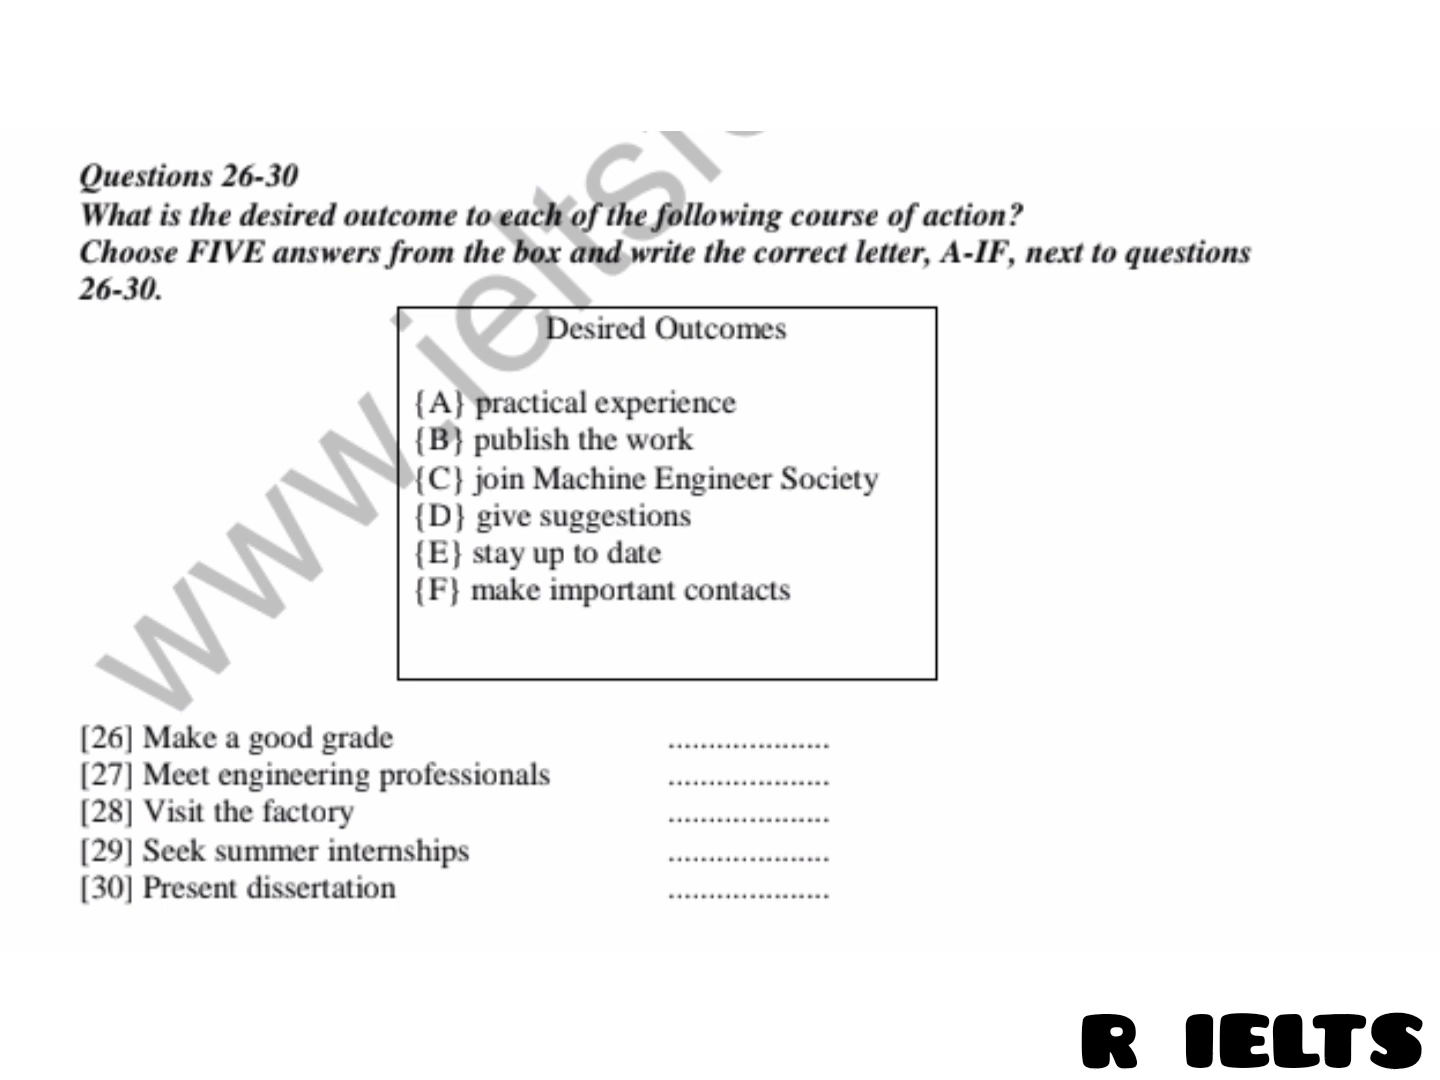 www.ielts
Questions 26-30
What is the desired outcome to each of the following course of action?
Choose FIVE answers from the box and write the correct letter, A-IF, next to questions
26-30.
Desired Outcomes
{A} practical experience
{B} publish the work
{C} join Machine Engineer Society
{D} give suggestions
{E} stay up to date
{F} make important contacts
[26] Make a good grade ....................
[27] Meet engineering professionals ....................
[28] Visit the factory ....................
[29] Seek summer internships ....................
[30] Present dissertation ....................
R IELTS